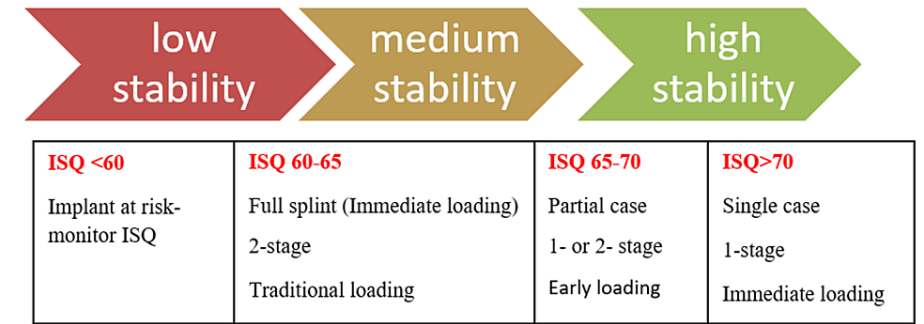 low
stability
medium
stability
high
stability
ISQ <60
Implant at risk-
monitor ISQ
ISQ 60-65
Full splint (Immediate loading)
2-stage
Traditional loading
ISQ 65-70
Partial case
1- or 2- stage
Early loading
ISQ>70
Single case
1-stage
Immediate loading